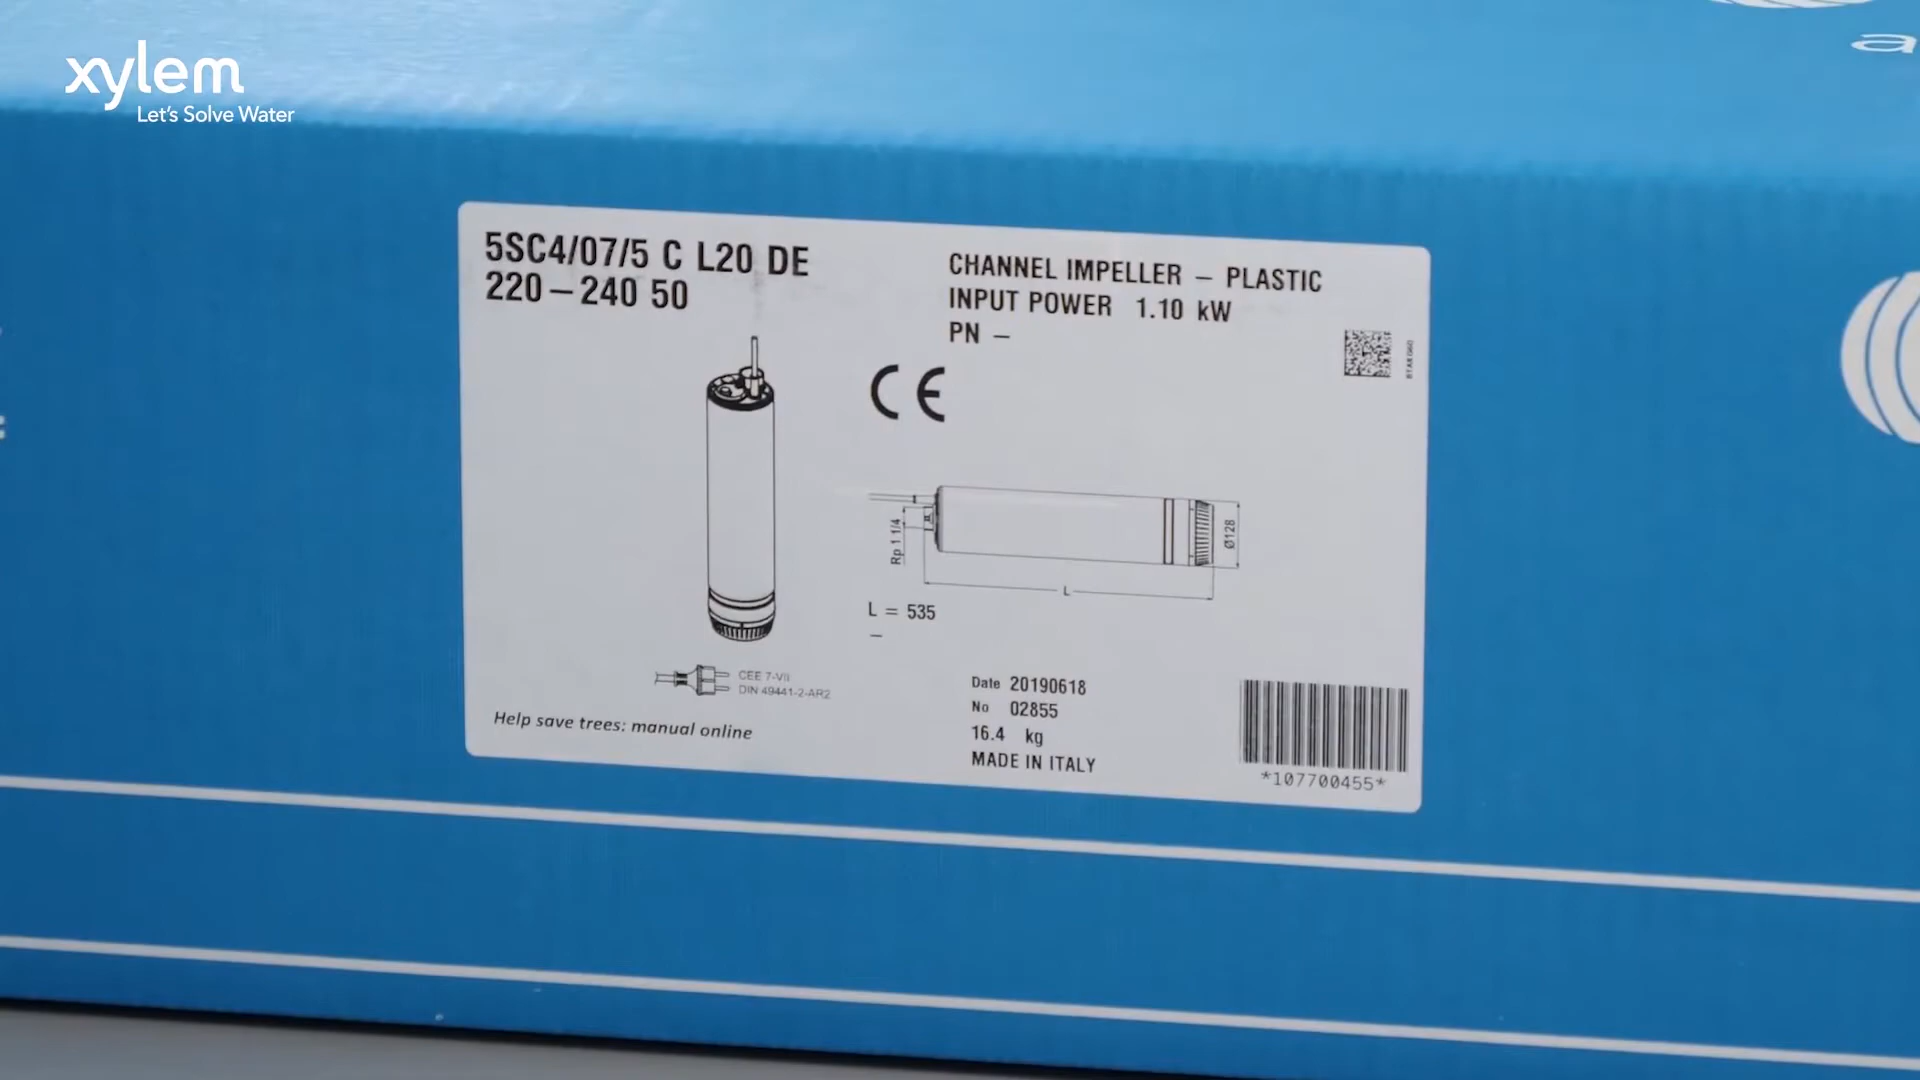 xylem
Let's Solve Water
5SC4/07/5 C L20 DE
220–240 50
CHANNEL IMPELLER – PLASTIC
INPUT POWER 1.10 kW
PN –
CE
Rp 1 1/4
Ø128
L
L = 535
–
CEE 7-VII
DIN 49441-2-AR2
Help save trees: manual online
Date 20190618
No 02855
16.4 kg
MADE IN ITALY
*107700455*